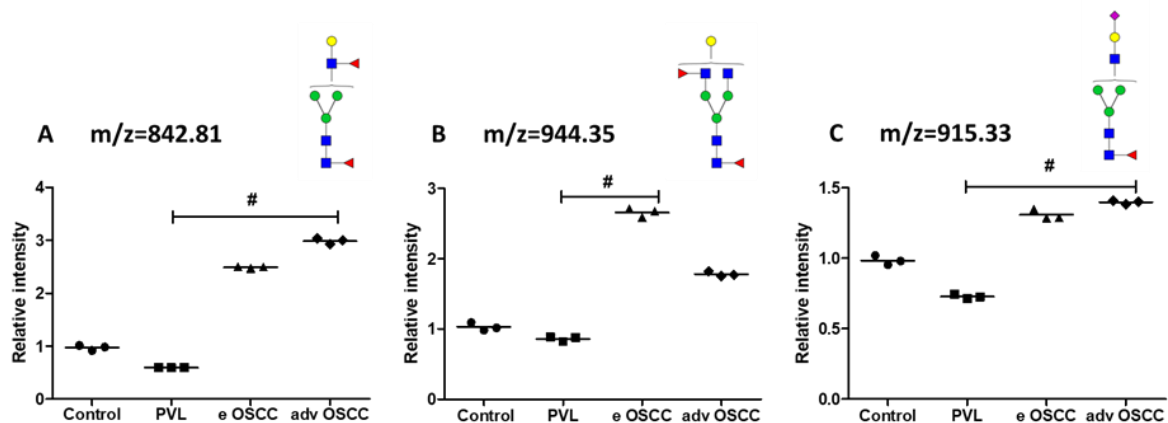 A m/z=842.81
#
4
3
2
1
0
Relative intensity
Control PVL e OSCC adv OSCC
B m/z=944.35
#
3
2
1
0
Relative intensity
Control PVL e OSCC adv OSCC
C m/z=915.33
#
1.5
1.0
0.5
0.0
Relative intensity
Control PVL e OSCC adv OSCC